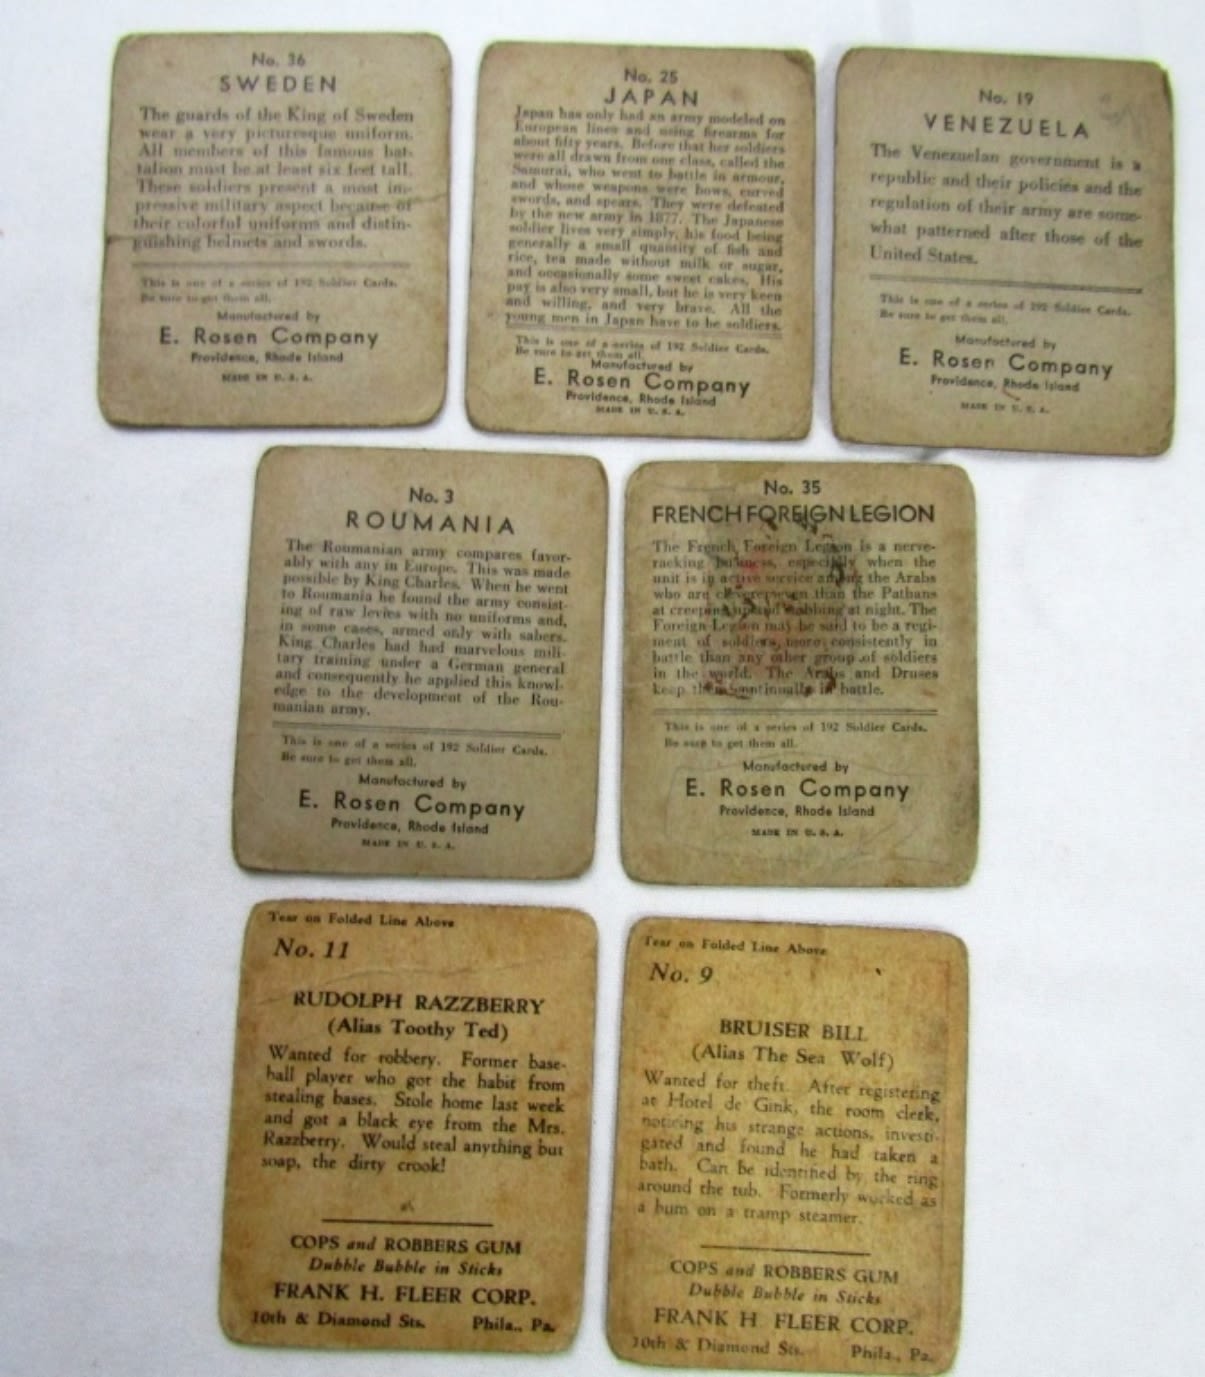 No. 36
SWEDEN
The guards of the King of Sweden
wear a very picturesque uniform.
All members of this famous bat-
talion must be at least six feet tall.
These soldiers present a most im-
pressive military aspect because of
their colorful uniforms and distin-
guishing helmets and swords.
This is one of a series of 192 Soldier Cards.
Be sure to get them all.
Manufactured by
E. Rosen Company
Providence, Rhode Island
MADE IN U. S. A.
No. 25
JAPAN
Japan has only had an army modeled on
European lines and using firearms for
about fifty years. Before that her soldiers
were all drawn from one class, called the
Samurai, who went to battle in armour,
and whose weapons were bows, curved
swords, and spears. They were defeated
by the new army in 1877. The Japanese
soldier lives very simply, his food being
generally a small quantity of fish and
rice, tea made without milk or sugar,
and occasionally some sweet cakes. His
pay is also very small, but he is very keen
and willing, and very brave. All the
young men in Japan have to be soldiers.
This is one of a series of 192 Soldier Cards.
Be sure to get them all.
Manufactured by
E. Rosen Company
Providence, Rhode Island
MADE IN U. S. A.
No. 19
VENEZUELA
The Venezuelan government is a
republic and their policies and the
regulation of their army are some-
what patterned after those of the
United States.
This is one of a series of 192 Soldier Cards.
Be sure to get them all.
Manufactured by
E. Rosen Company
Providence, Rhode Island
MADE IN U. S. A.
No. 3
ROUMANIA
The Roumanian army compares favor-
ably with any in Europe. This was made
possible by King Charles. When he went
to Roumania he found the army consist-
ing of raw levies with no uniforms and,
in some cases, armed only with sabers.
King Charles had had marvelous mili-
tary training under a German general
and consequently he applied this knowl-
edge to the development of the Rou-
manian army.
This is one of a series of 192 Soldier Cards.
Be sure to get them all.
Manufactured by
E. Rosen Company
Providence, Rhode Island
MADE IN U. S. A.
No. 35
FRENCH FOREIGN LEGION
The French Foreign Legion is a nerve-
racking business, especially when the
unit is in active service among the Arabs
who are cleverer even than the Pathans
at creeping up and stabbing at night. The
Foreign Legion may be said to be a regi-
ment of soldiers, more consistently in
battle than any other group of soldiers
in the world. The Arabs and Druses
keep them continually in battle.
This is one of a series of 192 Soldier Cards.
Be sure to get them all.
Manufactured by
E. Rosen Company
Providence, Rhode Island
MADE IN U. S. A.
Tear on Folded Line Above
No. 11
RUDOLPH RAZZBERRY
(Alias Toothy Ted)
Wanted for robbery. Former base-
ball player who got the habit from
stealing bases. Stole home last week
and got a black eye from the Mrs.
Razzberry. Would steal anything but
soap, the dirty crook!
COPS and ROBBERS GUM
Dubble Bubble in Sticks
FRANK H. FLEER CORP.
10th & Diamond Sts. Phila., Pa.
Tear on Folded Line Above
No. 9
BRUISER BILL
(Alias The Sea Wolf)
Wanted for theft. After registering
at Hotel de Gink, the room clerk,
noticing his strange actions, investi-
gated and found he had taken a
bath. Can be identified by the ring
around the tub. Formerly worked as
a bum on a tramp steamer.
COPS and ROBBERS GUM
Dubble Bubble in Sticks
FRANK H. FLEER CORP.
10th & Diamond Sts. Phila., Pa.